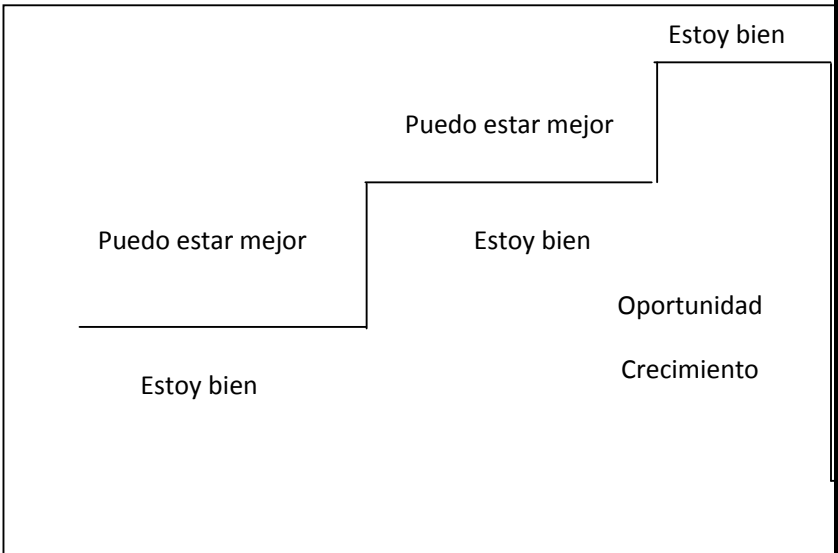 Estoy bien
Puedo estar mejor
Puedo estar mejor
Estoy bien
Oportunidad
Crecimiento
Estoy bien